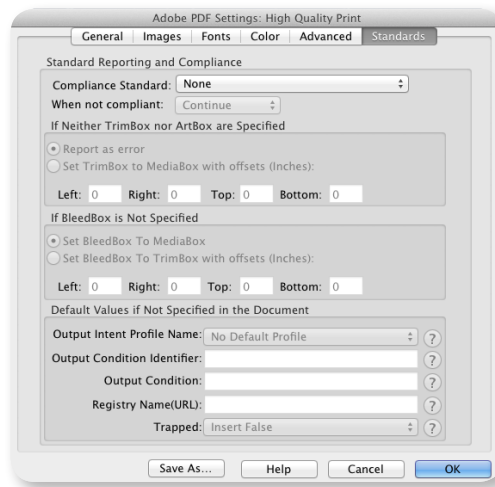 Adobe PDF Settings: High Quality Print
General Images Fonts Color Advanced Standards
Standard Reporting and Compliance
Compliance Standard: None
When not compliant: Continue
If Neither TrimBox nor ArtBox are Specified
Report as error
Set TrimBox to MediaBox with offsets (Inches):
Left: 0 Right: 0 Top: 0 Bottom: 0
If BleedBox is Not Specified
Set BleedBox To MediaBox
Set BleedBox To TrimBox with offsets (Inches):
Left: 0 Right: 0 Top: 0 Bottom: 0
Default Values if Not Specified in the Document
Output Intent Profile Name: No Default Profile ?
Output Condition Identifier: ?
Output Condition: ?
Registry Name(URL): ?
Trapped: Insert False ?
Save As... Help Cancel OK